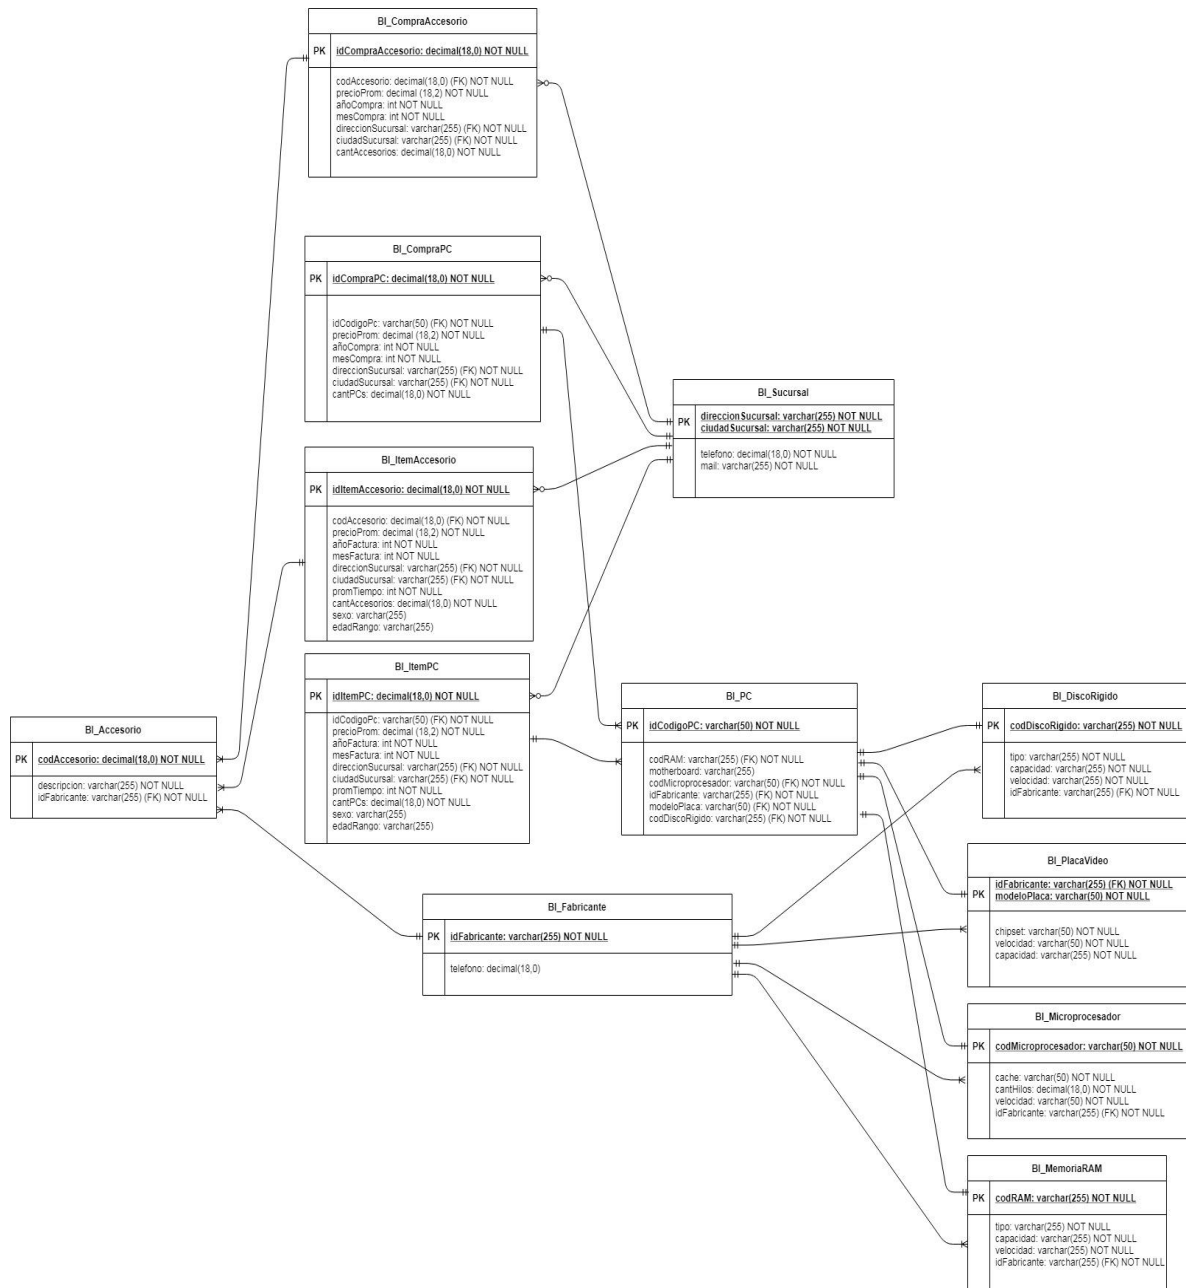 BI_CompraAccesorio
PK idCompraAccesorio: decimal(18,0) NOT NULL
codAccesorio: decimal(18,0) (FK) NOT NULL
precioProm: decimal (18,2) NOT NULL
añoCompra: int NOT NULL
mesCompra: int NOT NULL
direccionSucursal: varchar(255) (FK) NOT NULL
ciudadSucursal: varchar(255) (FK) NOT NULL
cantAccesorios: decimal(18,0) NOT NULL
BI_CompraPC
PK idCompraPC: decimal(18,0) NOT NULL
idCodigoPc: varchar(50) (FK) NOT NULL
precioProm: decimal (18,2) NOT NULL
añoCompra: int NOT NULL
mesCompra: int NOT NULL
direccionSucursal: varchar(255) (FK) NOT NULL
ciudadSucursal: varchar(255) (FK) NOT NULL
cantPCs: decimal(18,0) NOT NULL
BI_Sucursal
PK direccionSucursal: varchar(255) NOT NULL
ciudadSucursal: varchar(255) NOT NULL
telefono: decimal(18,0) NOT NULL
mail: varchar(255) NOT NULL
BI_ItemAccesorio
PK idItemAccesorio: decimal(18,0) NOT NULL
codAccesorio: decimal(18,0) (FK) NOT NULL
precioProm: decimal (18,2) NOT NULL
añoFactura: int NOT NULL
mesFactura: int NOT NULL
direccionSucursal: varchar(255) (FK) NOT NULL
ciudadSucursal: varchar(255) (FK) NOT NULL
promTiempo: int NOT NULL
cantAccesorios: decimal(18,0) NOT NULL
sexo: varchar(255)
edadRango: varchar(255)
BI_ItemPC
PK idItemPC: decimal(18,0) NOT NULL
idCodigoPc: varchar(50) (FK) NOT NULL
precioProm: decimal (18,2) NOT NULL
añoFactura: int NOT NULL
mesFactura: int NOT NULL
direccionSucursal: varchar(255) (FK) NOT NULL
ciudadSucursal: varchar(255) (FK) NOT NULL
promTiempo: int NOT NULL
cantPCs: decimal(18,0) NOT NULL
sexo: varchar(255)
edadRango: varchar(255)
BI_PC
PK idCodigoPC: varchar(50) NOT NULL
codRAM: varchar(255) (FK) NOT NULL
motherboard: varchar(255)
codMicroprocesador: varchar(50) (FK) NOT NULL
idFabricante: varchar(255) (FK) NOT NULL
modeloPlaca: varchar(50) (FK) NOT NULL
codDiscoRigido: varchar(255) (FK) NOT NULL
BI_DiscoRigido
PK codDiscoRigido: varchar(255) NOT NULL
tipo: varchar(255) NOT NULL
capacidad: varchar(255) NOT NULL
velocidad: varchar(255) NOT NULL
idFabricante: varchar(255) (FK) NOT NULL
BI_Accesorio
PK codAccesorio: decimal(18,0) NOT NULL
descripcion: varchar(255) NOT NULL
idFabricante: varchar(255) (FK) NOT NULL
BI_PlacaVideo
PK idFabricante: varchar(255) (FK) NOT NULL
modeloPlaca: varchar(50) NOT NULL
chipset: varchar(50) NOT NULL
velocidad: varchar(50) NOT NULL
capacidad: varchar(255) NOT NULL
BI_Fabricante
PK idFabricante: varchar(255) NOT NULL
telefono: decimal(18,0)
BI_Microprocesador
PK codMicroprocesador: varchar(50) NOT NULL
cache: varchar(50) NOT NULL
cantHilos: decimal(18,0) NOT NULL
velocidad: varchar(50) NOT NULL
idFabricante: varchar(255) (FK) NOT NULL
BI_MemoriaRAM
PK codRAM: varchar(255) NOT NULL
tipo: varchar(255) NOT NULL
capacidad: varchar(255) NOT NULL
velocidad: varchar(255) NOT NULL
idFabricante: varchar(255) (FK) NOT NULL